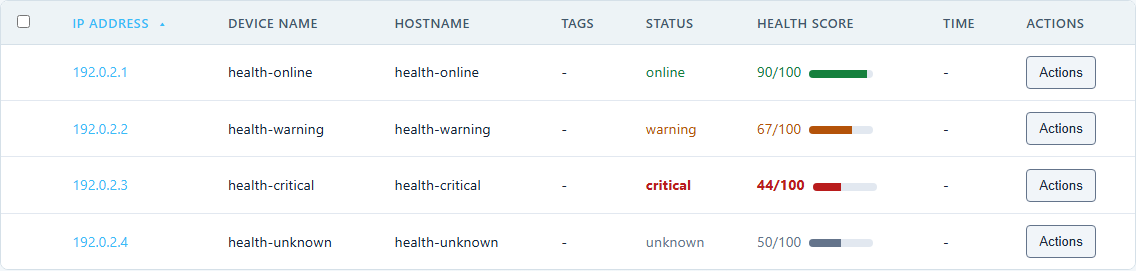 IP ADDRESS ▲ DEVICE NAME HOSTNAME TAGS STATUS HEALTH SCORE TIME ACTIONS
192.0.2.1 health-online health-online - online 90/100 - Actions
192.0.2.2 health-warning health-warning - warning 67/100 - Actions
192.0.2.3 health-critical health-critical - critical 44/100 - Actions
192.0.2.4 health-unknown health-unknown - unknown 50/100 - Actions